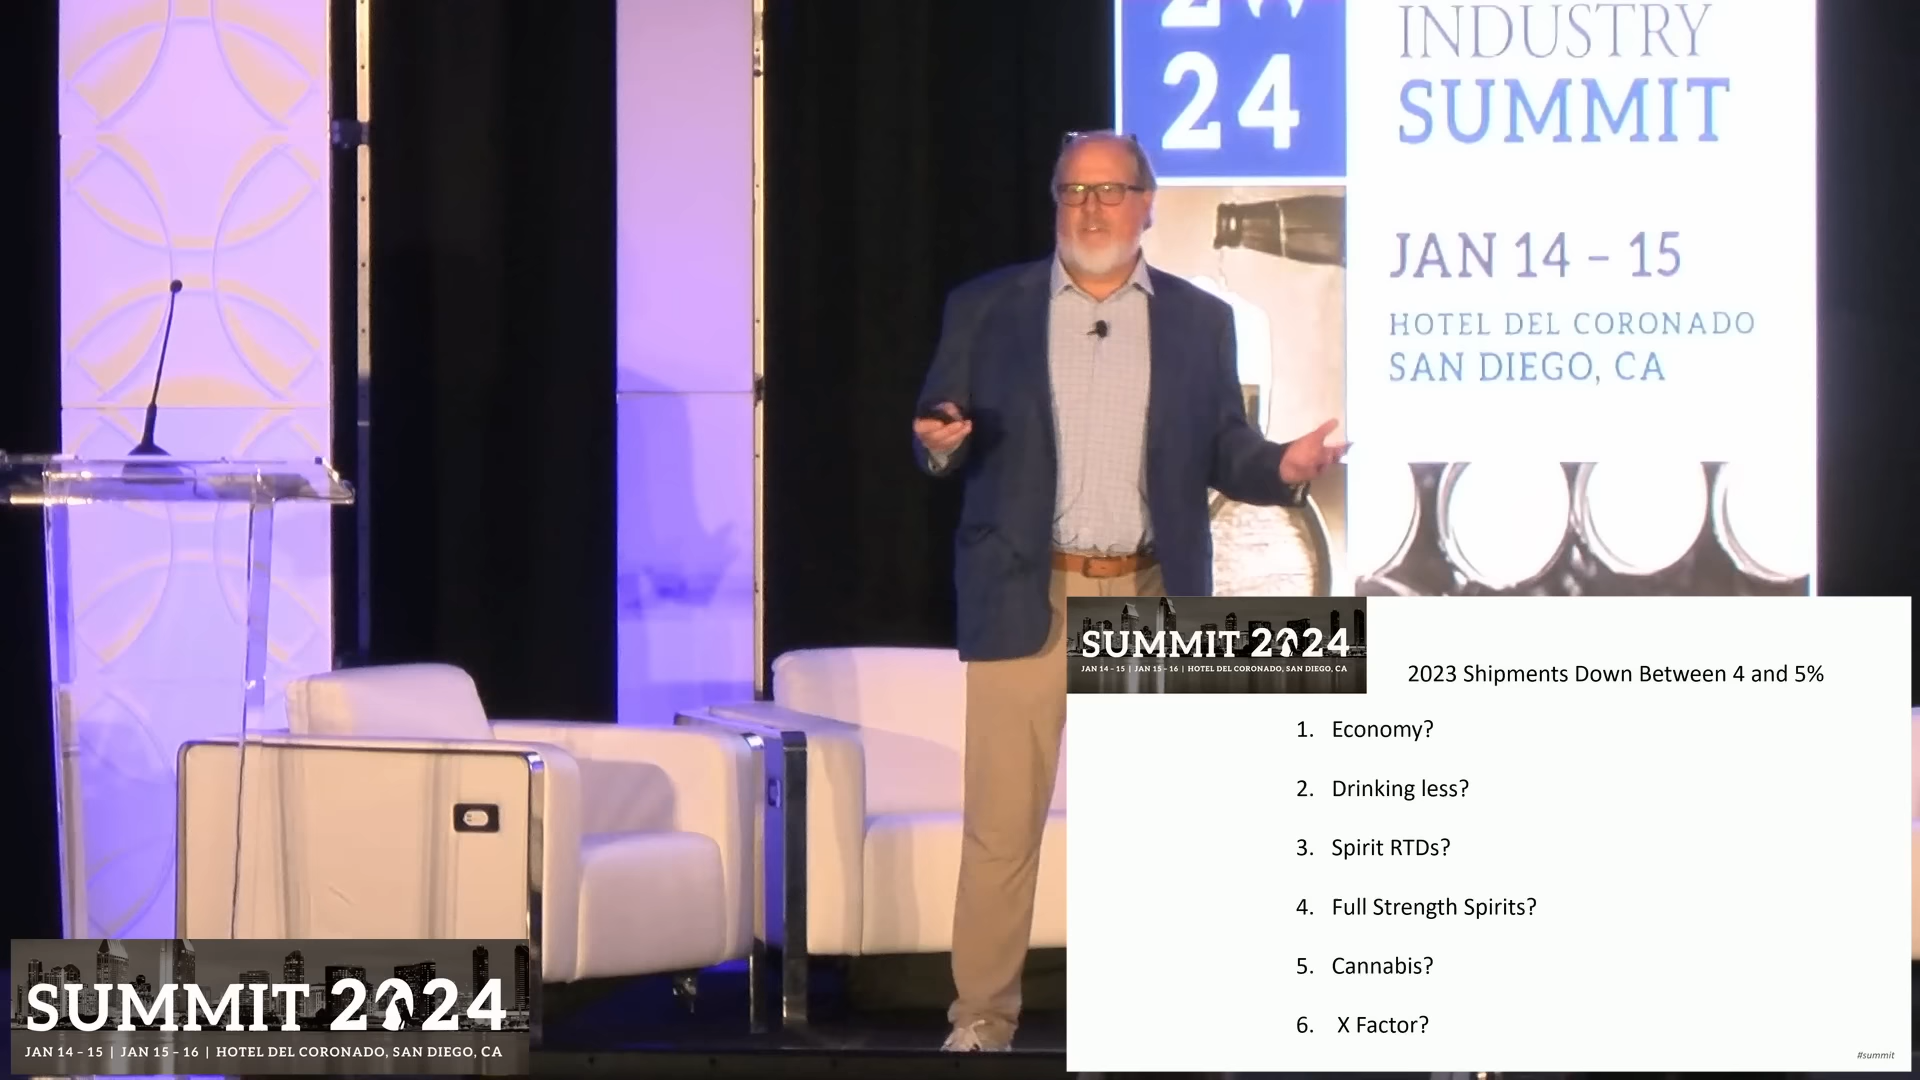 24
INDUSTRY
SUMMIT
JAN 14 – 15
HOTEL DEL CORONADO
SAN DIEGO, CA
SUMMIT 2024
JAN 14 – 15 | JAN 15 – 16 | HOTEL DEL CORONADO, SAN DIEGO, CA
2023 Shipments Down Between 4 and 5%
1. Economy?
2. Drinking less?
3. Spirit RTDs?
4. Full Strength Spirits?
5. Cannabis?
6. X Factor?
#summit
SUMMIT 2024
JAN 14 – 15 | JAN 15 – 16 | HOTEL DEL CORONADO, SAN DIEGO, CA